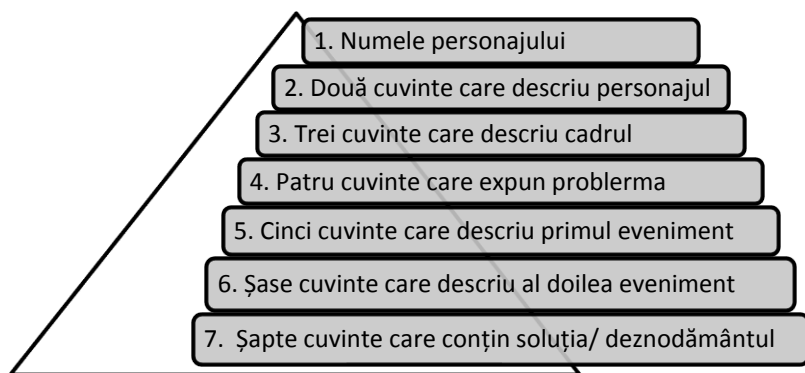 1. Numele personajului
2. Două cuvinte care descriu personajul
3. Trei cuvinte care descriu cadrul
4. Patru cuvinte care expun problerma
5. Cinci cuvinte care descriu primul eveniment
6. Șase cuvinte care descriu al doilea eveniment
7. Șapte cuvinte care conțin soluția/ deznodământul